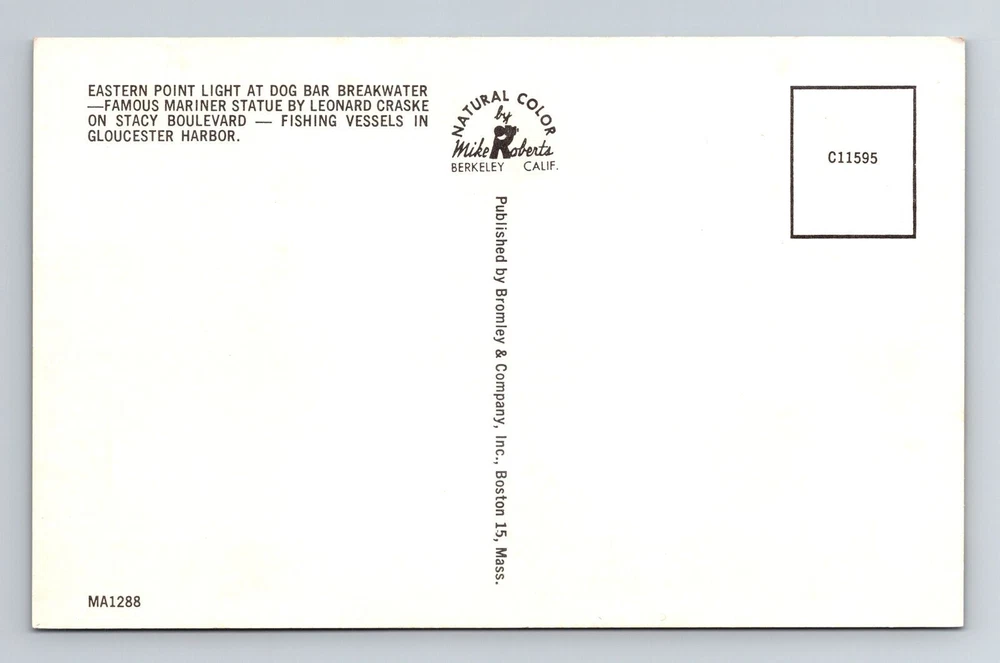 EASTERN POINT LIGHT AT DOG BAR BREAKWATER
—FAMOUS MARINER STATUE BY LEONARD CRASKE
ON STACY BOULEVARD — FISHING VESSELS IN
GLOUCESTER HARBOR.
NATURAL COLOR
by
Mike Roberts
BERKELEY CALIF.
C11595
Published by Bromley & Company, Inc., Boston 15, Mass.
MA1288